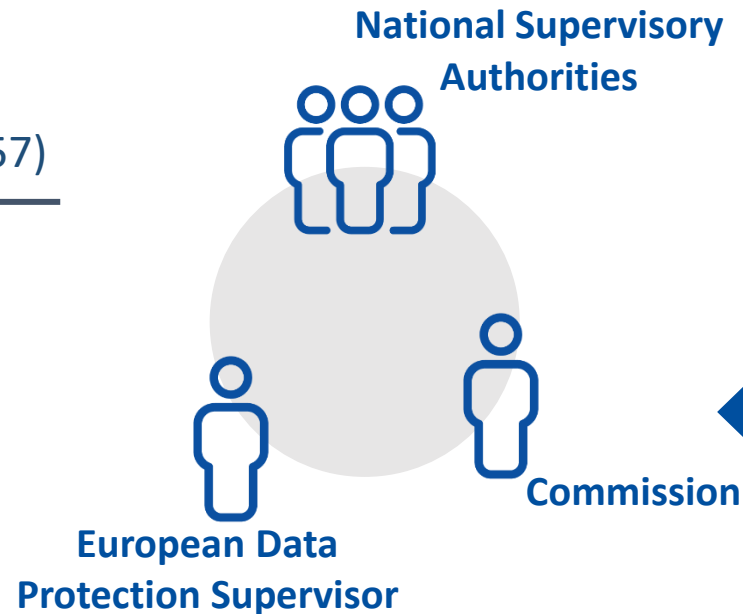 National Supervisory
Authorities
57)
Commission
European Data
Protection Supervisor